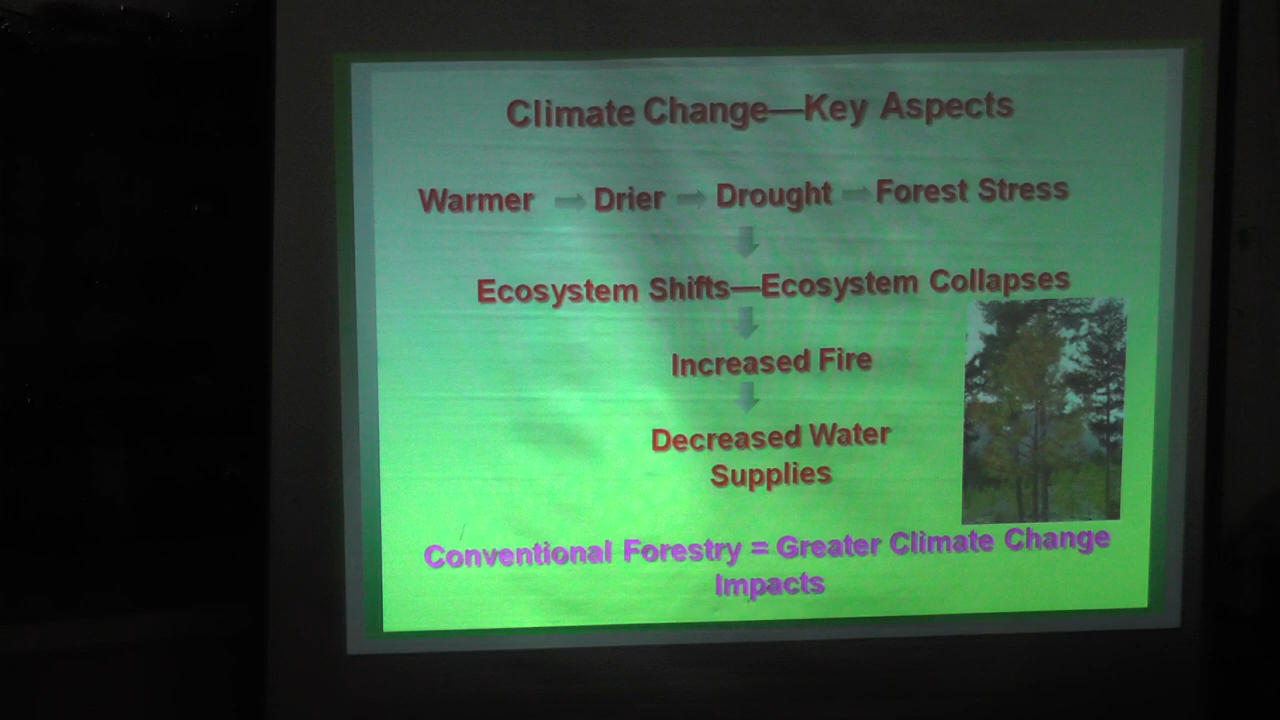 Climate Change—Key Aspects
Warmer Drier Drought Forest Stress
Ecosystem Shifts—Ecosystem Collapses
Increased Fire
Decreased Water
Supplies
Conventional Forestry = Greater Climate Change
Impacts